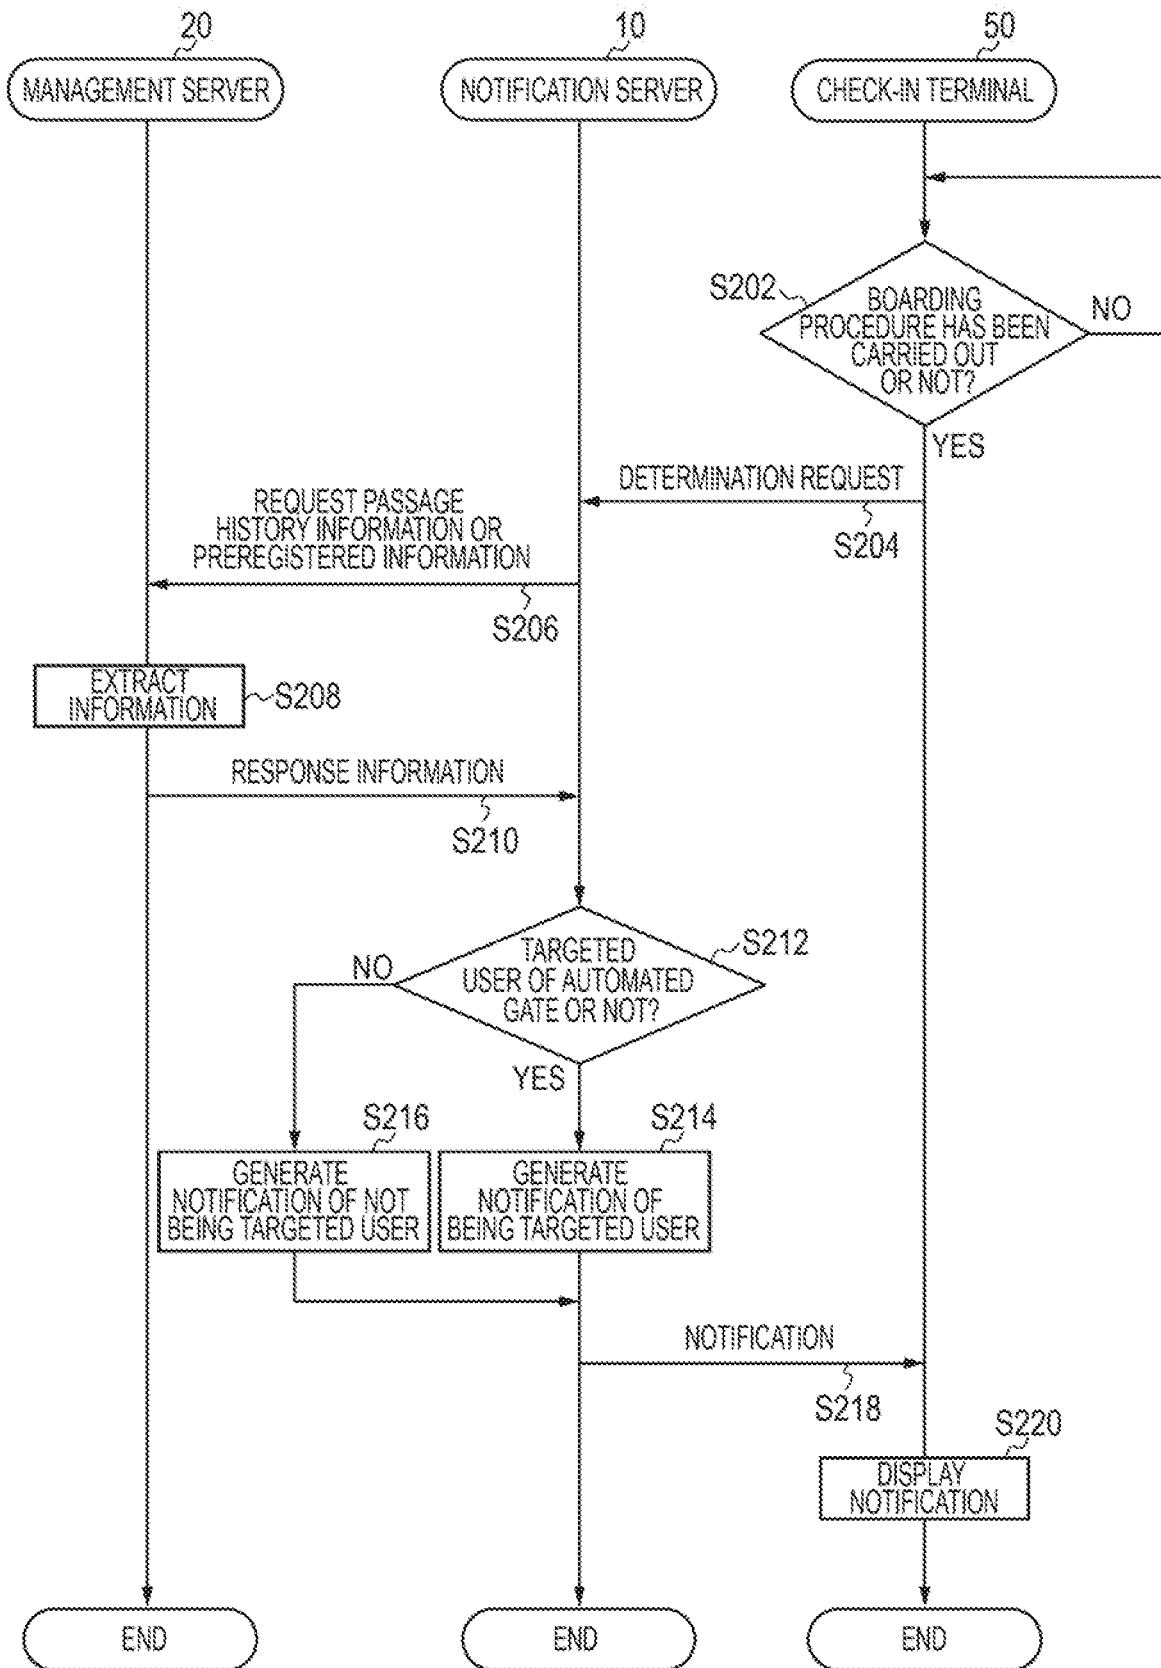 20
10
50
MANAGEMENT SERVER
NOTIFICATION SERVER
CHECK-IN TERMINAL
S202
BOARDING
PROCEDURE HAS BEEN
CARRIED OUT
OR NOT?
NO
YES
DETERMINATION REQUEST
S204
REQUEST PASSAGE
HISTORY INFORMATION OR
PREREGISTERED INFORMATION
S206
EXTRACT
INFORMATION
S208
RESPONSE INFORMATION
S210
TARGETED
USER OF AUTOMATED
GATE OR NOT?
S212
NO
YES
S216
GENERATE
NOTIFICATION OF NOT
BEING TARGETED USER
S214
GENERATE
NOTIFICATION OF
BEING TARGETED USER
NOTIFICATION
S218
S220
DISPLAY
NOTIFICATION
END
END
END